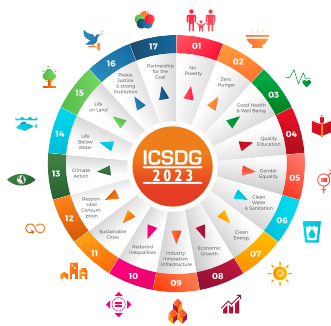 01
No
Poverty
02
Zero
Hunger
03
Good Health
& Well Being
04
Quality
Education
05
Gender
Equality
06
Clean
Water
& Sanitation
07
Clean
Energy
08
Economic
Growth
09
Industry,
Innovation,
Infrastructure
10
Reduced
Inequalities
11
Sustainable
Cities
12
Respon-
sible
Consum-
ption
13
Climate
Action
14
Life
Below
Water
15
Life
on Land
16
Peace,
Justice,
& strong
Institution
17
Partnership
for the
Goal
ICSDG
2023